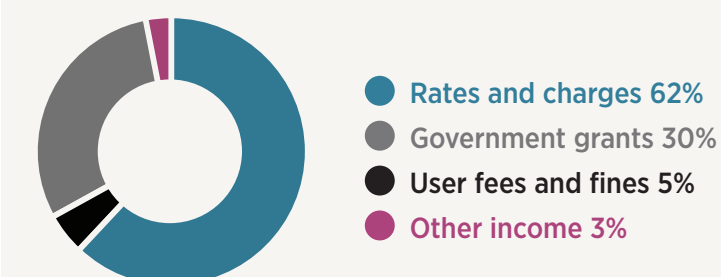 Rates and charges 62%
Government grants 30%
User fees and fines 5%
Other income 3%